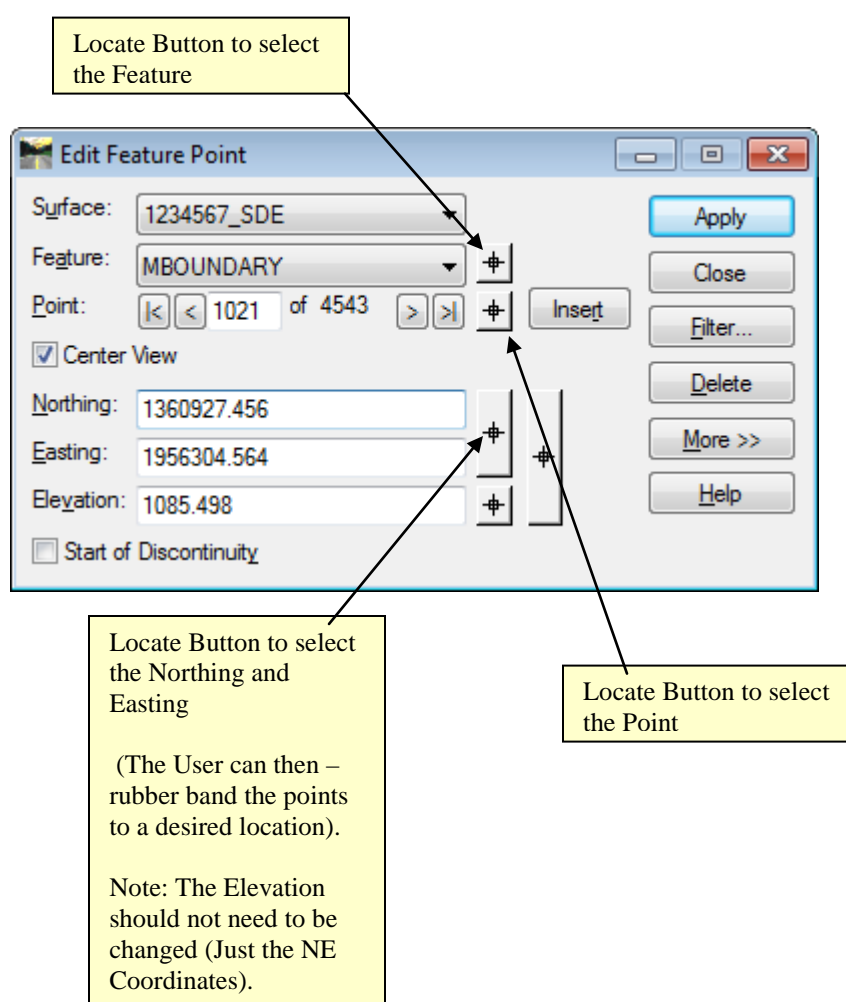 Locate Button to select
the Feature
Edit Feature Point
Surface: 1234567_SDE
Apply
Feature: MBOUNDARY
Close
Point: |< < 1021 of 4543 > >| Insert
Filter...
Center View
Delete
Northing: 1360927.456
More >>
Easting: 1956304.564
Elevation: 1085.498
Help
Start of Discontinuity
Locate Button to select
the Northing and
Easting
(The User can then –
rubber band the points
to a desired location).
Note: The Elevation
should not need to be
changed (Just the NE
Coordinates).
Locate Button to select
the Point